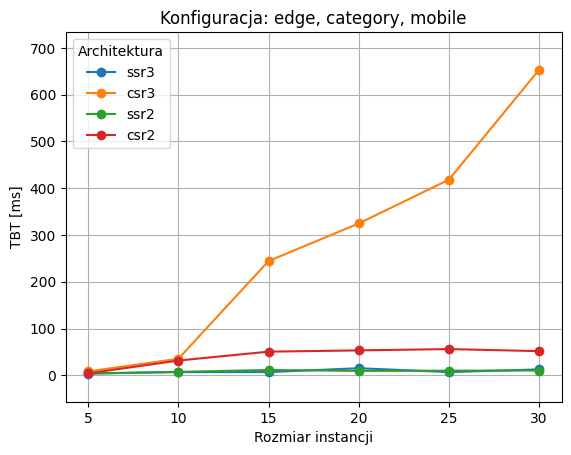 Konfiguracja: edge, category, mobile
700
600
500
400
300
200
100
0
TBT [ms]
Architektura
ssr3
csr3
ssr2
csr2
5 10 15 20 25 30
Rozmiar instancji